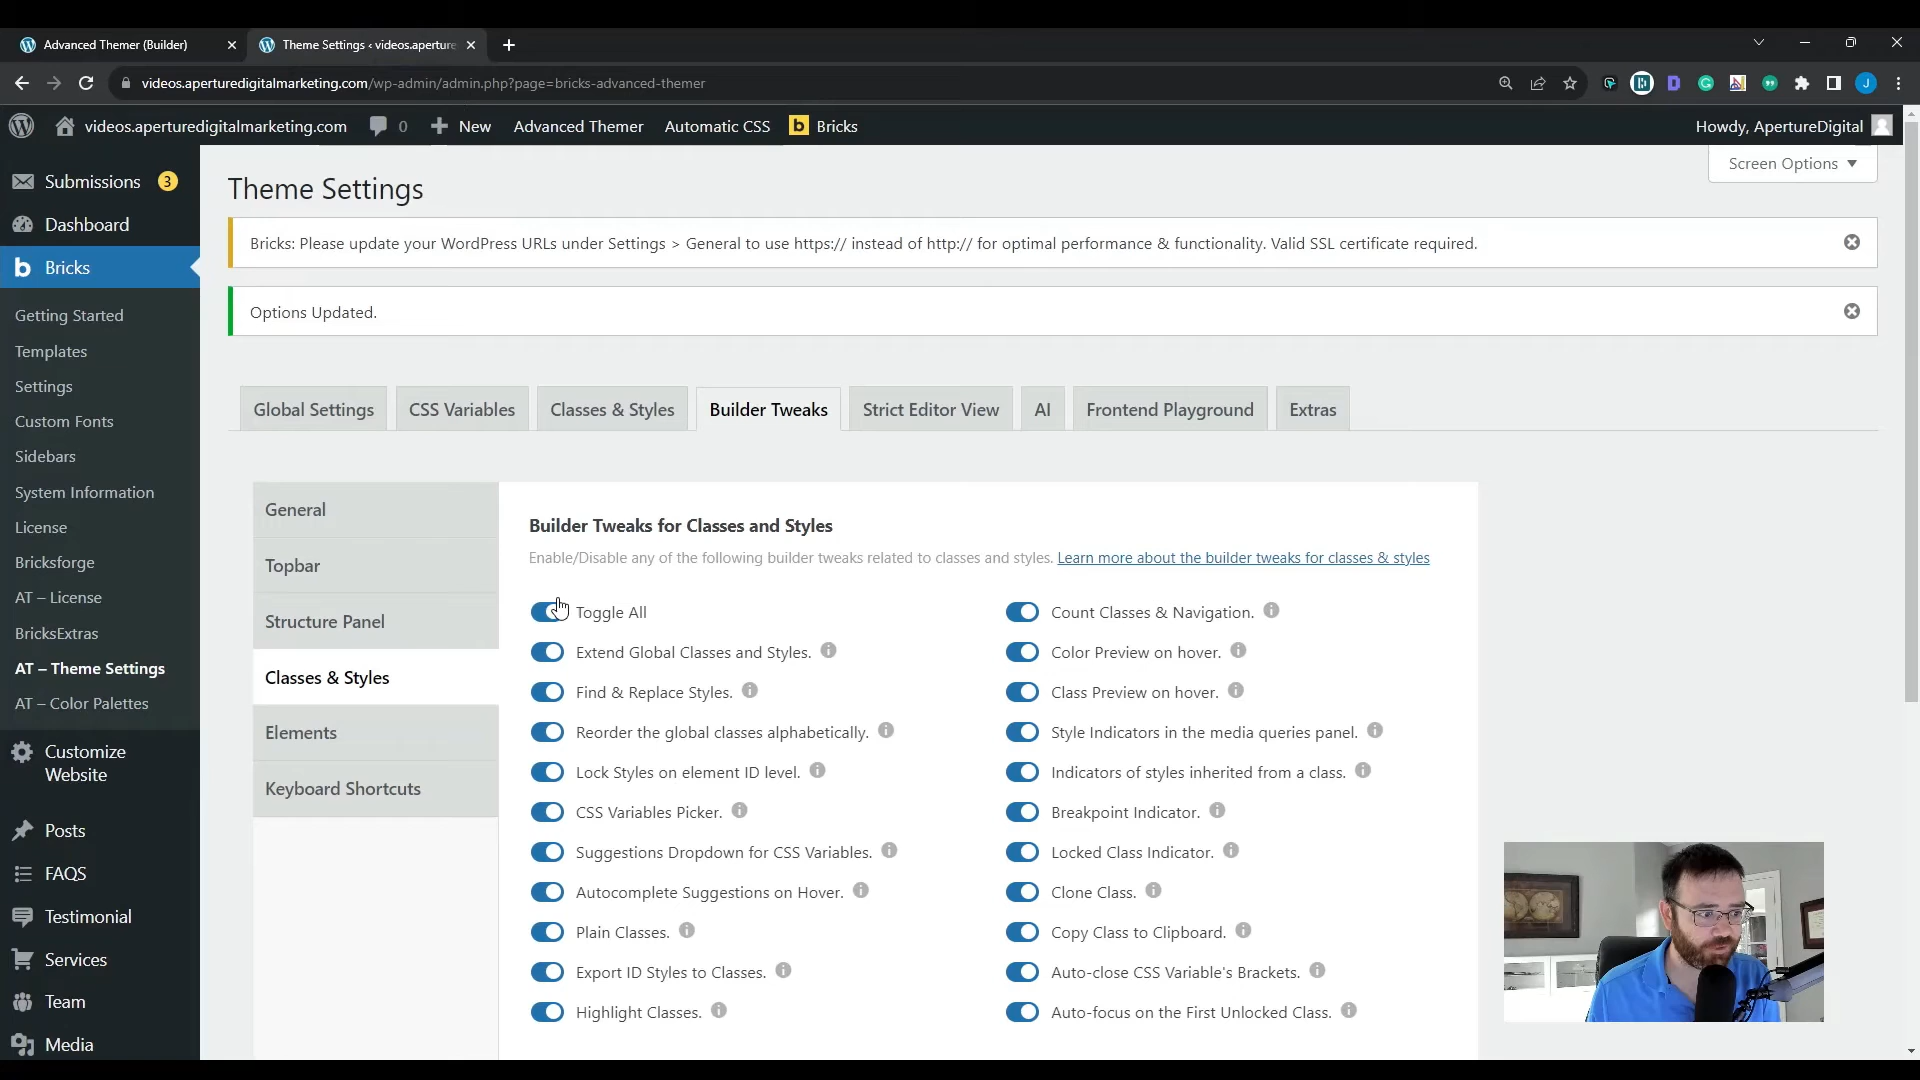 Advanced Themer (Builder)
Theme Settings ‹ videos.aperture
videos.aperturedigitalmarketing.com/wp-admin/admin.php?page=bricks-advanced-themer
videos.aperturedigitalmarketing.com
0
New
Advanced Themer
Automatic CSS
b Bricks
Howdy, ApertureDigital
Submissions 3
Dashboard
b Bricks
Getting Started
Templates
Settings
Custom Fonts
Sidebars
System Information
License
Bricksforge
AT – License
BricksExtras
AT – Theme Settings
AT – Color Palettes
Customize
Website
Posts
FAQS
Testimonial
Services
Team
Media
Screen Options
Theme Settings
Bricks: Please update your WordPress URLs under Settings > General to use https:// instead of http:// for optimal performance & functionality. Valid SSL certificate required.
Options Updated.
Global Settings
CSS Variables
Classes & Styles
Builder Tweaks
Strict Editor View
AI
Frontend Playground
Extras
General
Topbar
Structure Panel
Classes & Styles
Elements
Keyboard Shortcuts
Builder Tweaks for Classes and Styles
Enable/Disable any of the following builder tweaks related to classes and styles. Learn more about the builder tweaks for classes & styles
Toggle All
Extend Global Classes and Styles.
Find & Replace Styles.
Reorder the global classes alphabetically.
Lock Styles on element ID level.
CSS Variables Picker.
Suggestions Dropdown for CSS Variables.
Autocomplete Suggestions on Hover.
Plain Classes.
Export ID Styles to Classes.
Highlight Classes.
Count Classes & Navigation.
Color Preview on hover.
Class Preview on hover.
Style Indicators in the media queries panel.
Indicators of styles inherited from a class.
Breakpoint Indicator.
Locked Class Indicator.
Clone Class.
Copy Class to Clipboard.
Auto-close CSS Variable's Brackets.
Auto-focus on the First Unlocked Class.